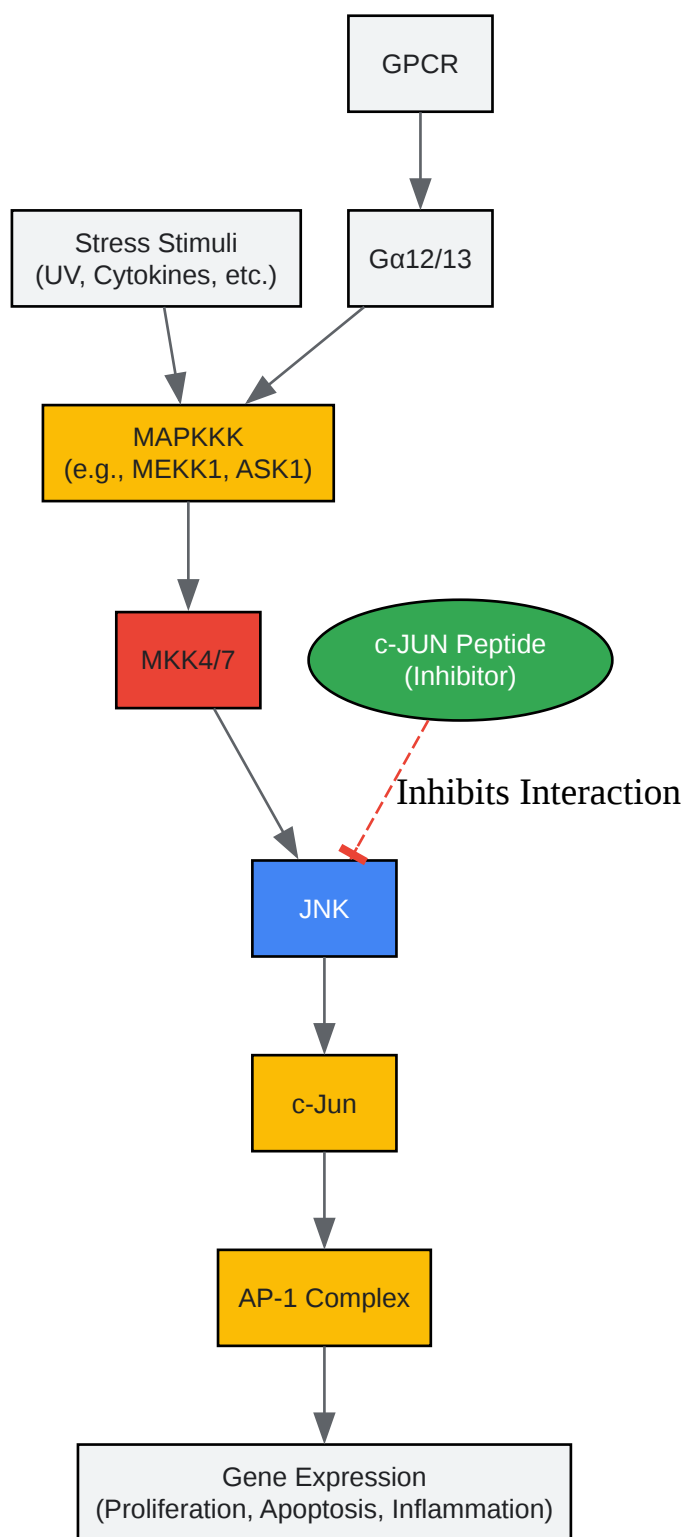 GPCR
Stress Stimuli
(UV, Cytokines, etc.)
Gα12/13
MAPKKK
(e.g., MEKK1, ASK1)
MKK4/7
c-JUN Peptide
(Inhibitor)
Inhibits Interaction
JNK
c-Jun
AP-1 Complex
Gene Expression
(Proliferation, Apoptosis, Inflammation)